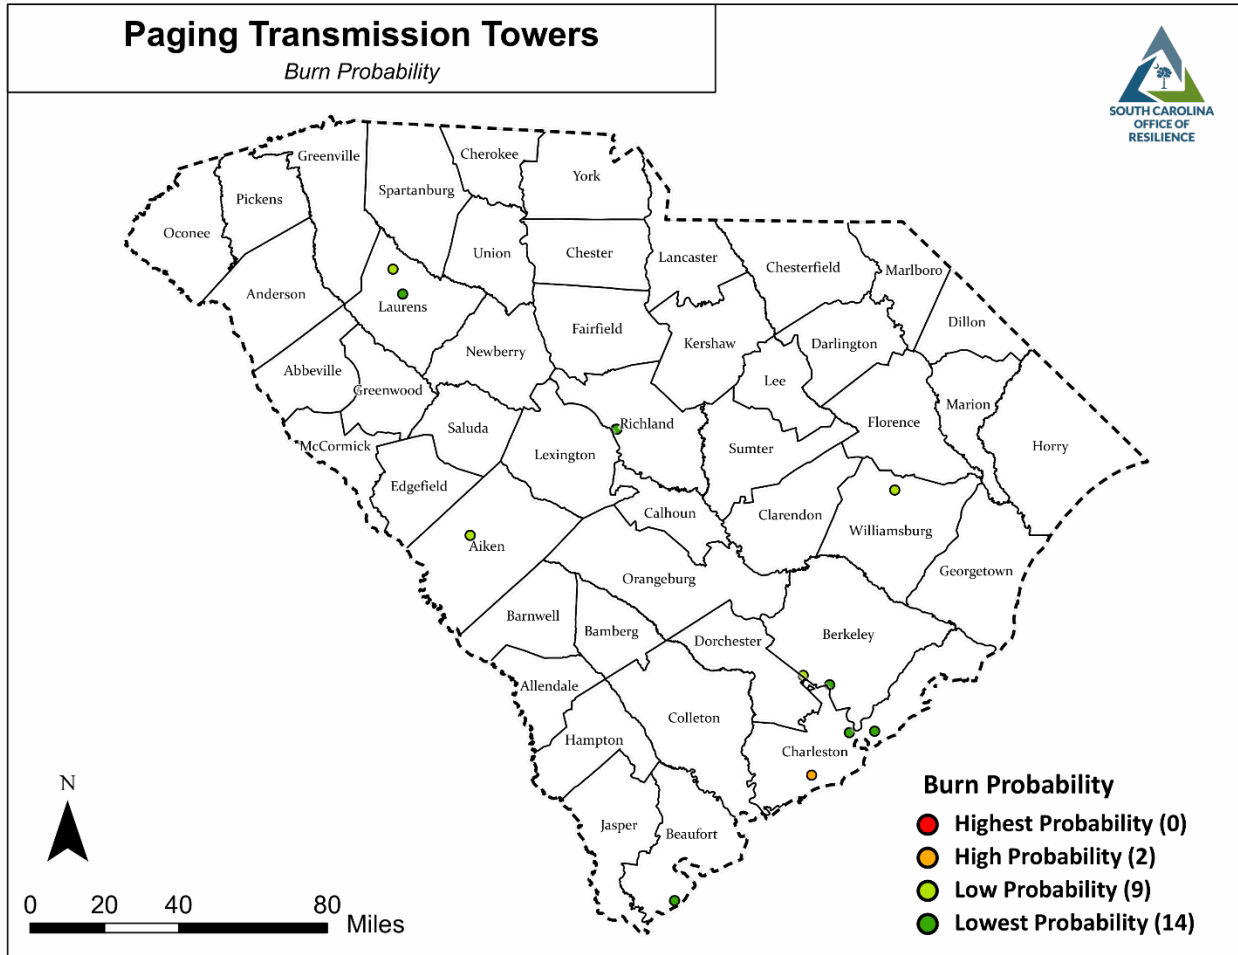 Paging Transmission Towers
Burn Probability
SOUTH CAROLINA
OFFICE OF
RESILIENCE
Greenville
Cherokee
York
Spartanburg
Pickens
Oconee
Union
Chester
Lancaster
Chesterfield
Marlboro
Anderson
Laurens
Fairfield
Dillon
Kershaw
Darlington
Newberry
Abbeville
Greenwood
Lee
Marion
Richland
Florence
Saluda
McCormick
Lexington
Sumter
Horry
Edgefield
Calhoun
Clarendon
Williamsburg
Aiken
Georgetown
Orangeburg
Barnwell
Bamberg
Dorchester
Berkeley
Allendale
Colleton
Hampton
Charleston
Jasper
Beaufort
N
0 20 40 80 Miles
Burn Probability
Highest Probability (0)
High Probability (2)
Low Probability (9)
Lowest Probability (14)